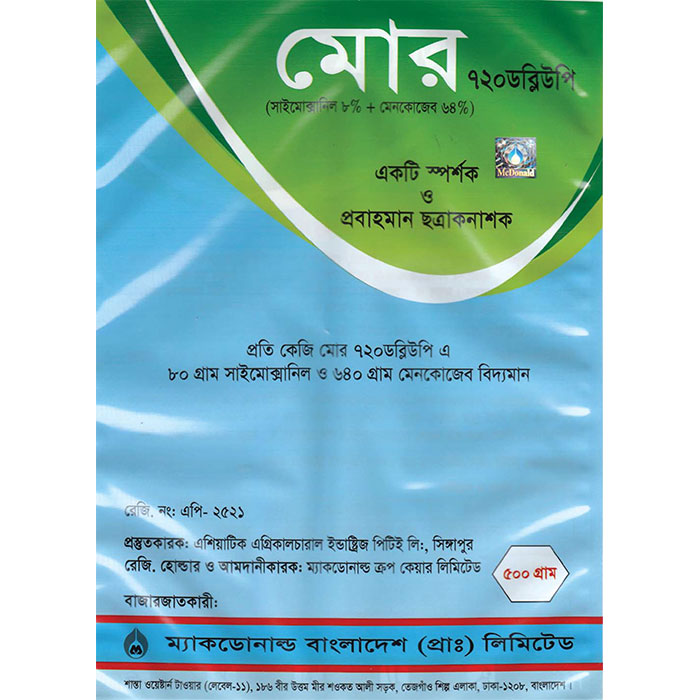 মোর
৭২০ডব্লিউপি
(সাইমোক্সানিল ৮% + মেনকোজেব ৬৪%)
McDonald
একটি স্পর্শক
ও
প্রবাহমান ছত্রাকনাশক
প্রতি কেজি মোর ৭২০ডব্লিউপি এ
৮০ গ্রাম সাইমোক্সানিল ও ৬৪০ গ্রাম মেনকোজেব বিদ্যমান
রেজি. নং: এপি- ২৫২১
প্রস্তুতকারক: এশিয়াটিক এগ্রিকালচারাল ইন্ডাষ্ট্রিজ পিটিই লি:, সিঙ্গাপুর
রেজি. হোল্ডার ও আমদানীকারক: ম্যাকডোনাল্ড ক্রপ কেয়ার লিমিটেড
৫০০ গ্রাম
বাজারজাতকারী:
ম্যাকডোনাল্ড বাংলাদেশ (প্রাঃ) লিমিটেড
শান্তা ওয়েষ্টার্ন টাওয়ার (লেবেল-১১), ১৮৬ বীর উত্তম মীর শওকত আলী সড়ক, তেজগাঁও শিল্প এলাকা, ঢাকা-১২০৮, বাংলাদেশ।